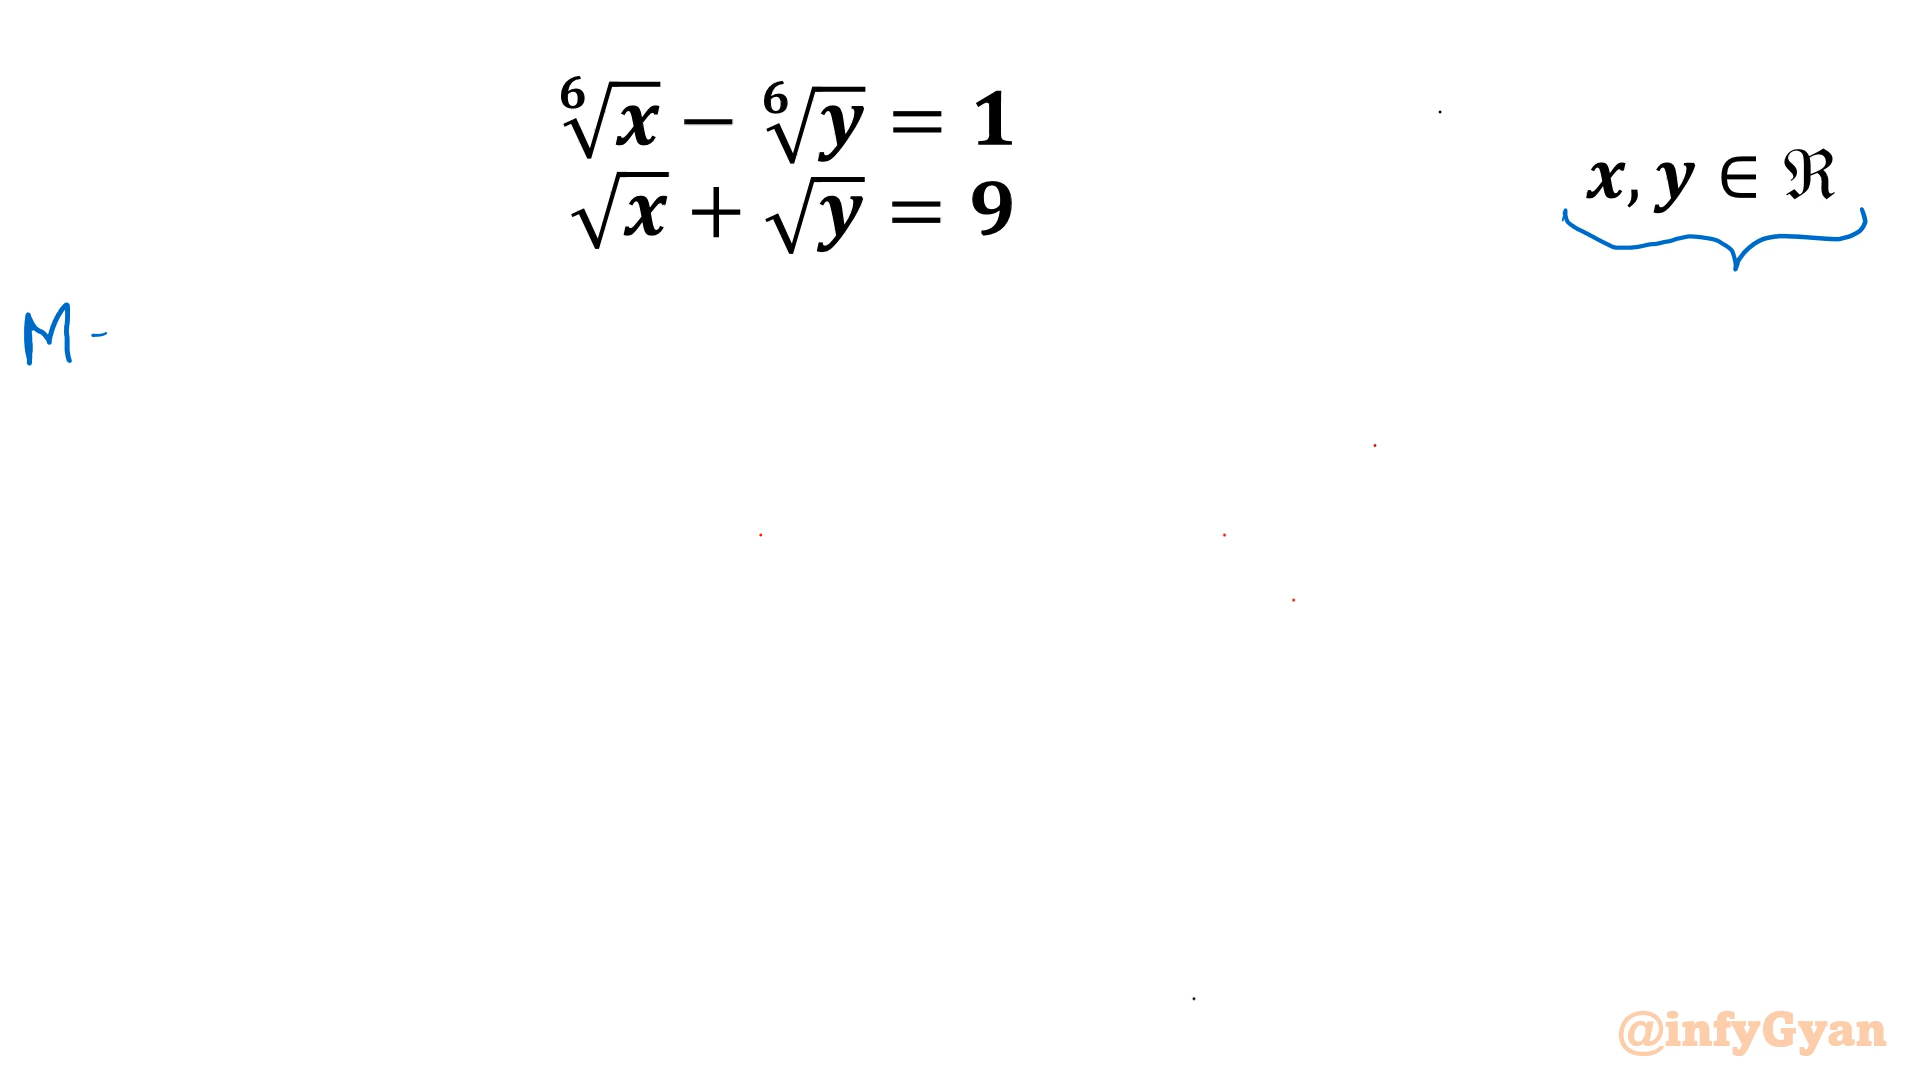 ⁶√x − ⁶√y = 1
√x + √y = 9
x, y ∈ ℜ
M -
@infyGyan